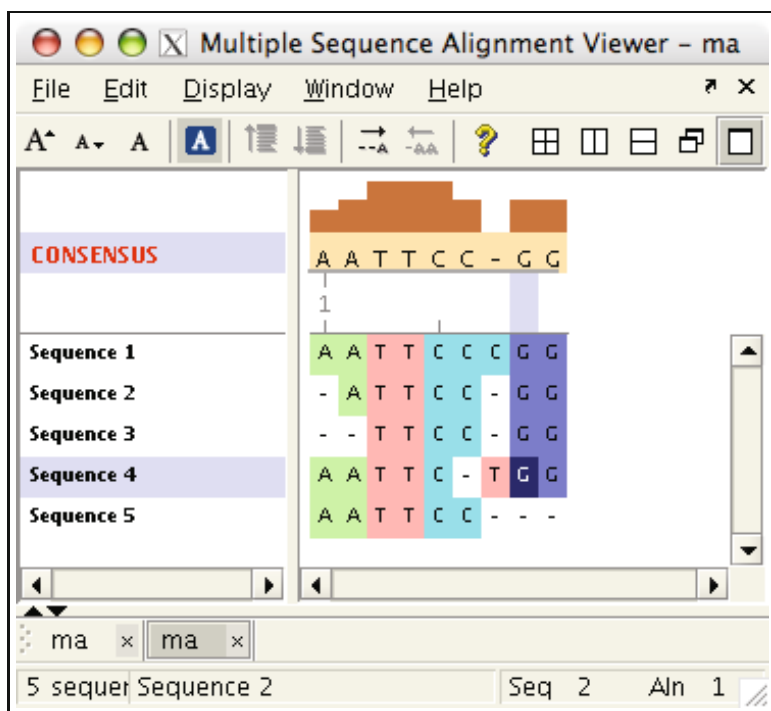 Multiple Sequence Alignment Viewer – ma
File Edit Display Window Help
A A A A --A -AA ?
CONSENSUS A A T T C C - G G
1
Sequence 1 A A T T C C C G G
Sequence 2 - A T T C C - G G
Sequence 3 - - T T C C - G G
Sequence 4 A A T T C - T G G
Sequence 5 A A T T C C - - -
ma × ma ×
5 sequer Sequence 2 Seq 2 Aln 1